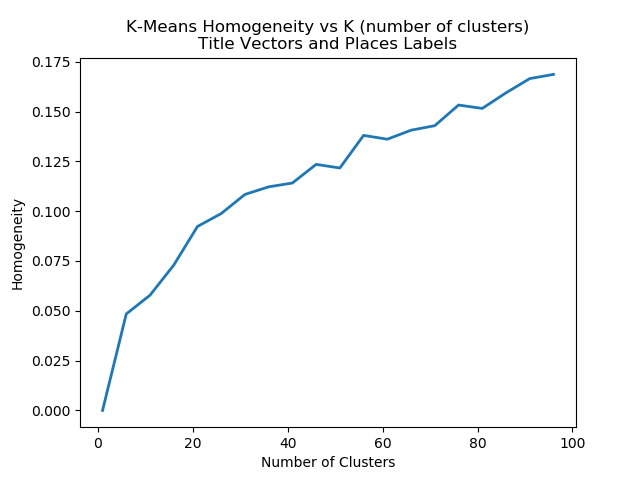 K-Means Homogeneity vs K (number of clusters)
Title Vectors and Places Labels
0.175
0.150
0.125
0.100
0.075
0.050
0.025
0.000
Homogeneity
0 20 40 60 80 100
Number of Clusters